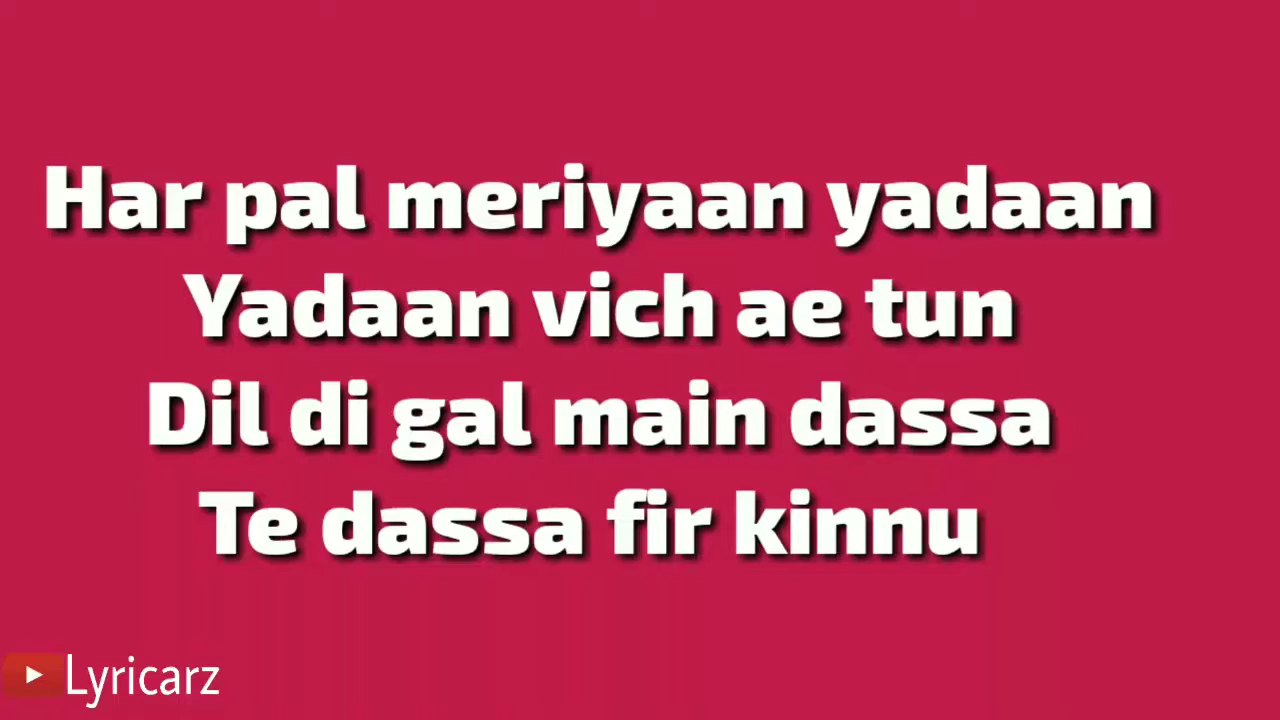 Har pal meriyaan yadaan
Yadaan vich ae tun
Dil di gal main dassa
Te dassa fir kinnu
Lyricarz